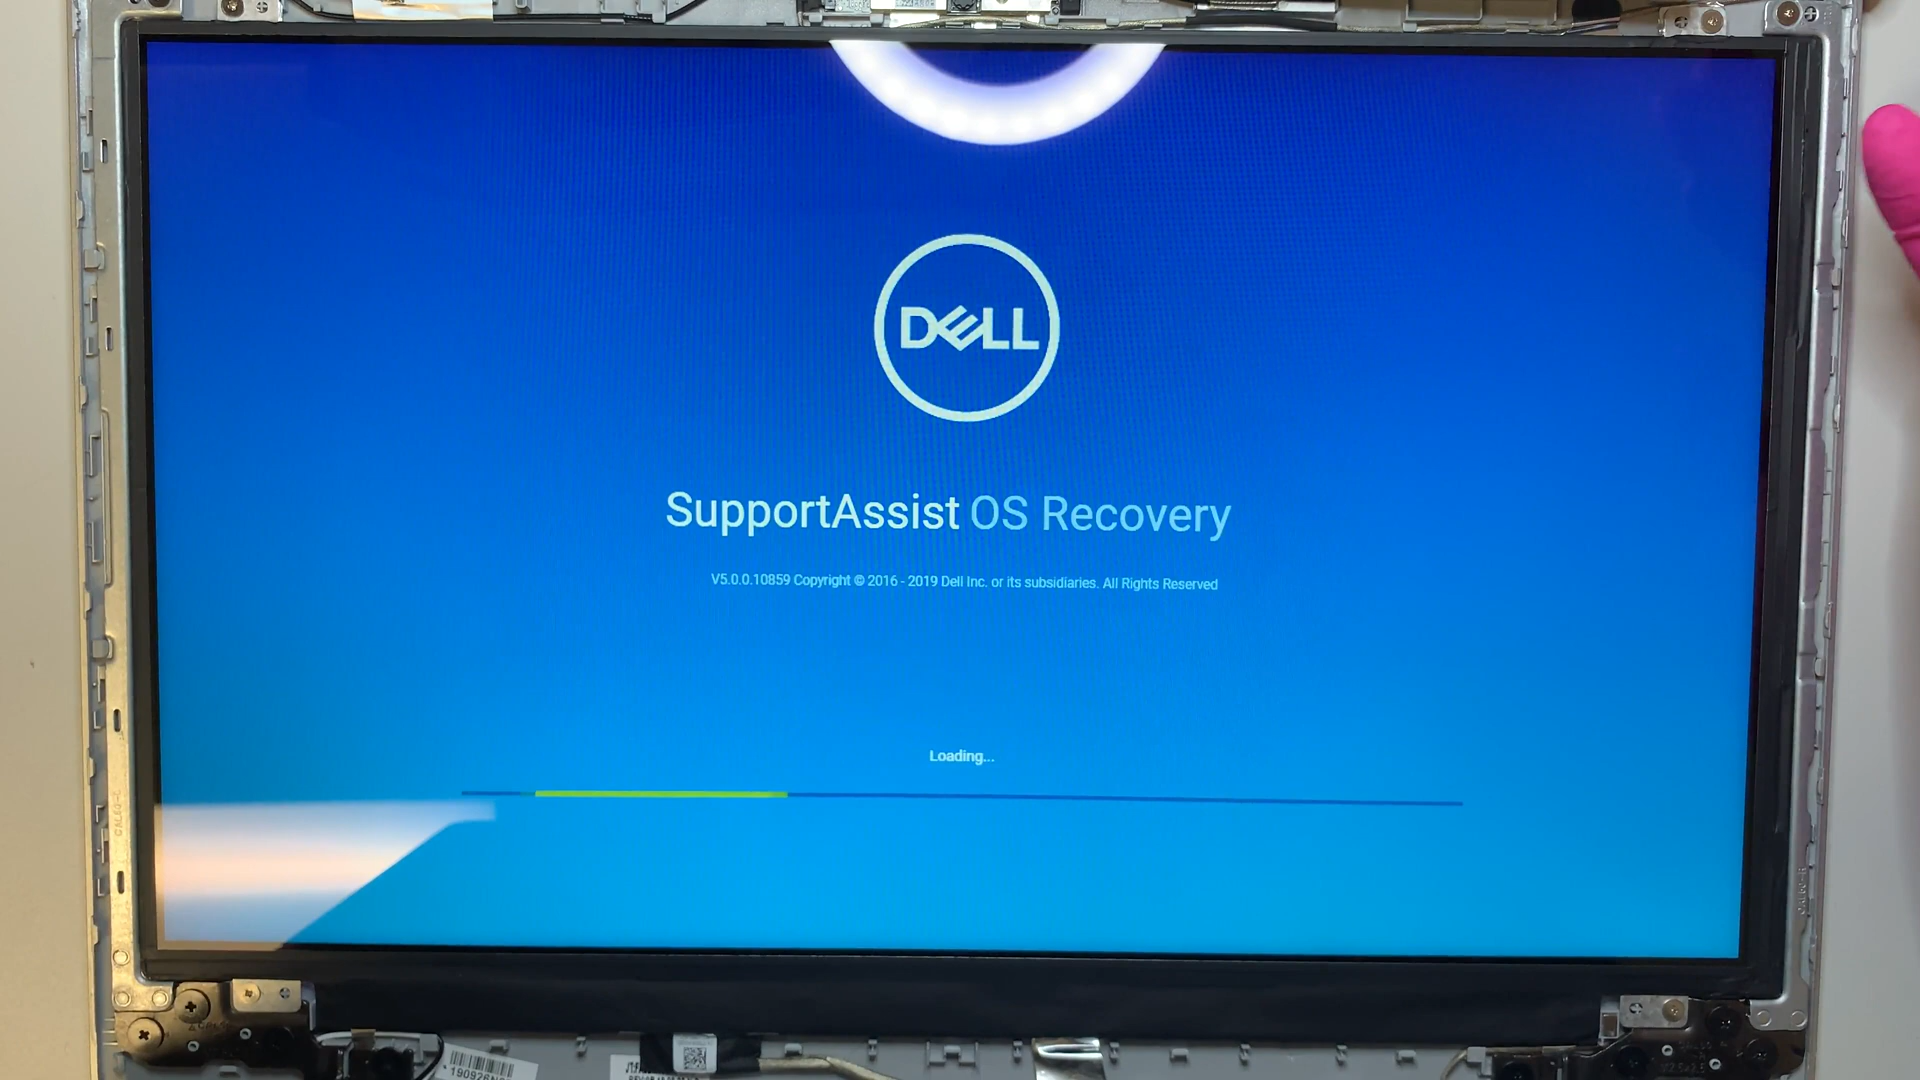 DELL
SupportAssist OS Recovery
V5.0.0.10859 Copyright © 2016 - 2019 Dell Inc. or its subsidiaries. All Rights Reserved
Loading...